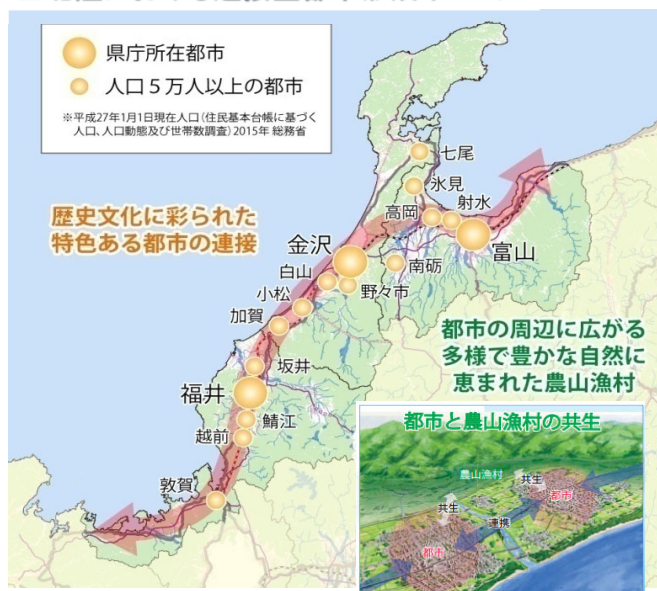 県庁所在都市
人口5万人以上の都市
※平成27年1月1日現在人口(住民基本台帳に基づく
人口、人口動態及び世帯数調査)2015年 総務省
七尾
氷見
射水
高岡
富山
歴史文化に彩られた
特色ある都市の連接
金沢
南砺
白山
野々市
小松
加賀
都市の周辺に広がる
多様で豊かな自然に
恵まれた農山漁村
坂井
福井
鯖江
越前
敦賀
都市と農山漁村の共生
農山漁村
共生
都市
共生
連携
都市